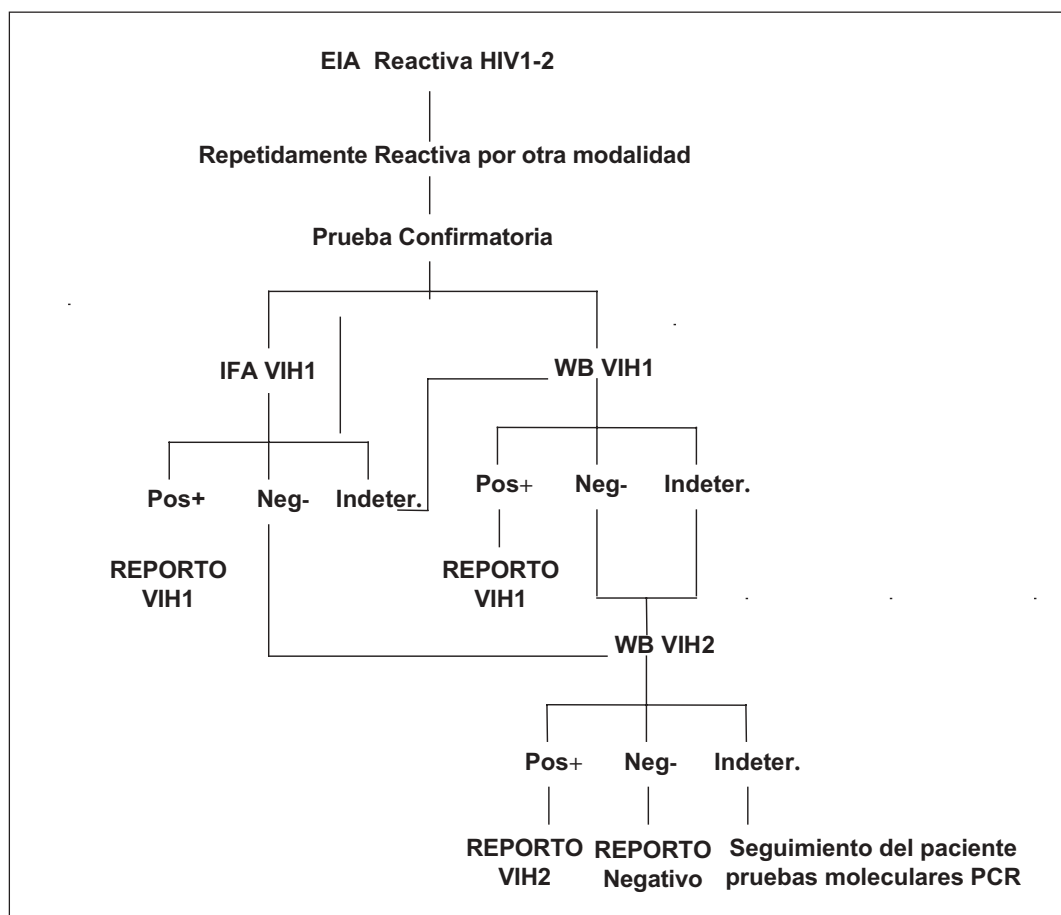 EIA Reactiva HIV1-2
Repetidamente Reactiva por otra modalidad
Prueba Confirmatoria
IFA VIH1
WB VIH1
Pos+ Neg- Indeter.
Pos+ Neg- Indeter.
REPORTO
VIH1
REPORTO
VIH1
WB VIH2
Pos+ Neg- Indeter.
REPORTO
VIH2
REPORTO
Negativo
Seguimiento del paciente
pruebas moleculares PCR